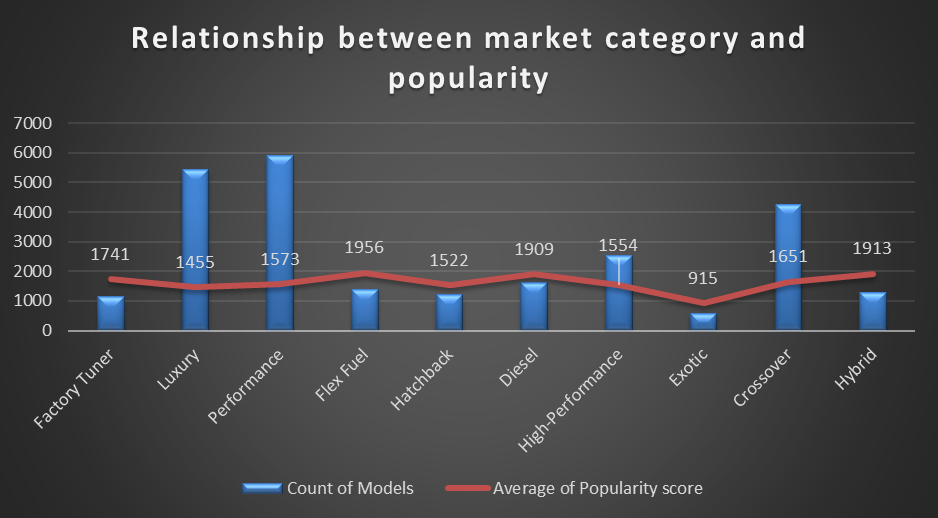 Relationship between market category and
popularity
7000
6000
5000
4000
3000
2000
1000
0
1741
1455
1573
1956
1522
1909
1554
915
1651
1913
Factory Tuner
Luxury
Performance
Flex Fuel
Hatchback
Diesel
High-Performance
Exotic
Crossover
Hybrid
Count of Models
Average of Popularity score